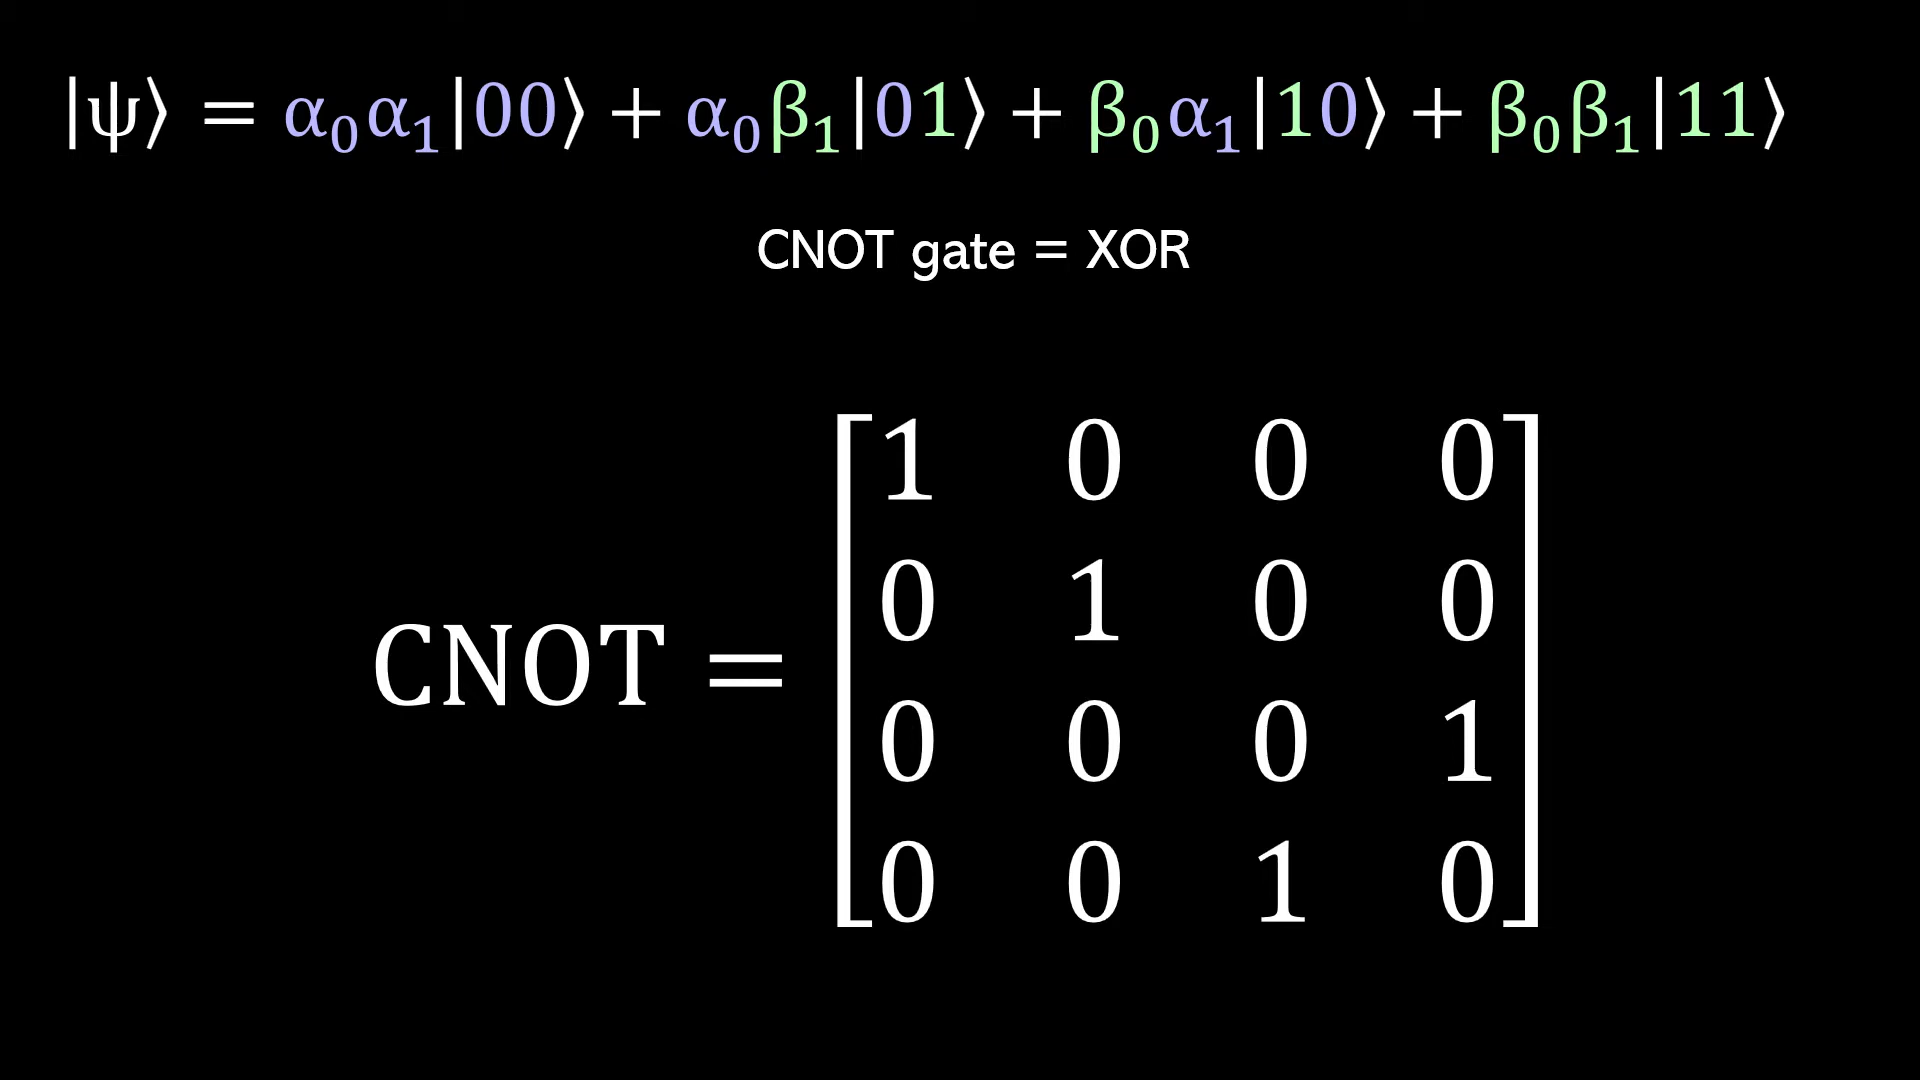 |ψ⟩ = α₀α₁|00⟩ + α₀β₁|01⟩ + β₀α₁|10⟩ + β₀β₁|11⟩
CNOT gate = XOR
CNOT =
1 0 0 0
0 1 0 0
0 0 0 1
0 0 1 0